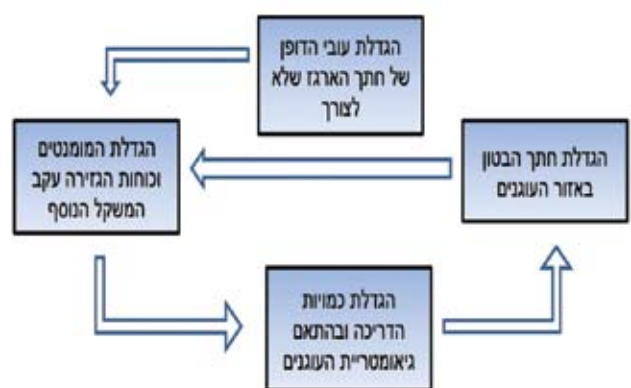 הגדלת עובי הדופן
של חתך הארגז שלא
לצורך
הגדלת חתך הבטון
באזור העוגנים
הגדלת המומנטים
וכוחות הגזירה עקב
המשקל הנוסף
הגדלת כמויות
הדריכה ובהתאם
גיאומטריית העוגנים